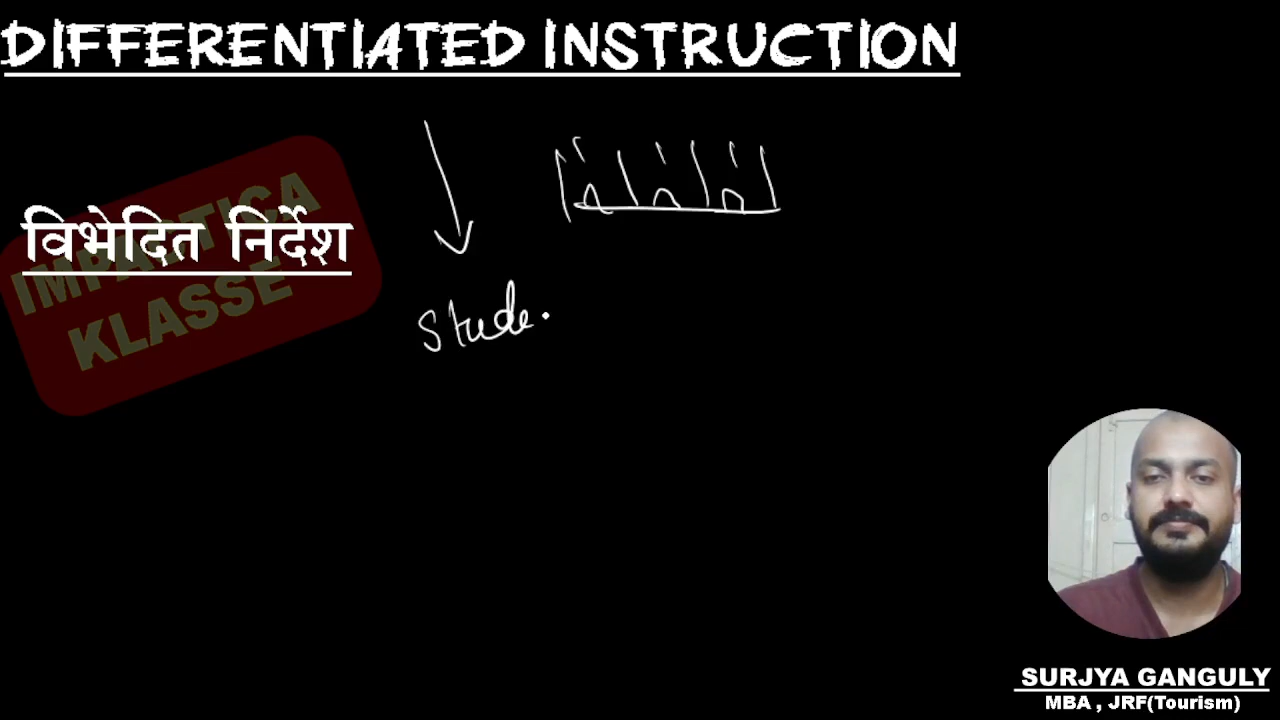 DIFFERENTIATED INSTRUCTION
IMPACTICA
KLASSE
विभेदित निर्देश
Stude.
SURJYA GANGULY
MBA , JRF(Tourism)